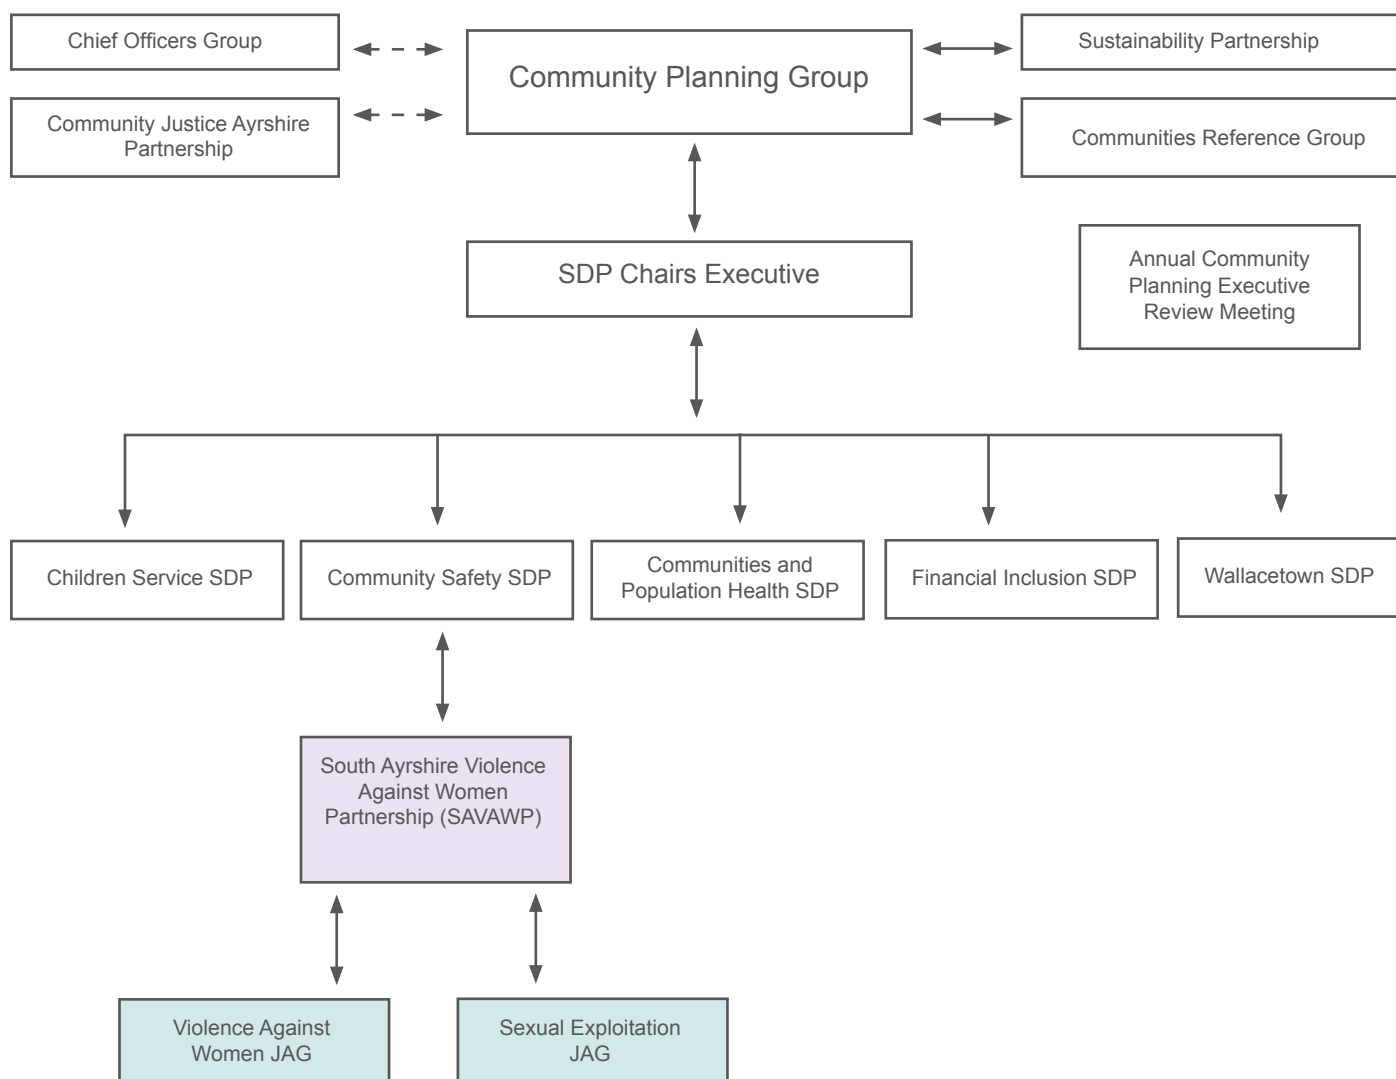 Chief Officers Group
Community Planning Group
Sustainability Partnership
Community Justice Ayrshire
Partnership
Communities Reference Group
SDP Chairs Executive
Annual Community
Planning Executive
Review Meeting
Children Service SDP
Community Safety SDP
Communities and
Population Health SDP
Financial Inclusion SDP
Wallacetown SDP
South Ayrshire Violence
Against Women
Partnership (SAVAWP)
Violence Against
Women JAG
Sexual Exploitation
JAG